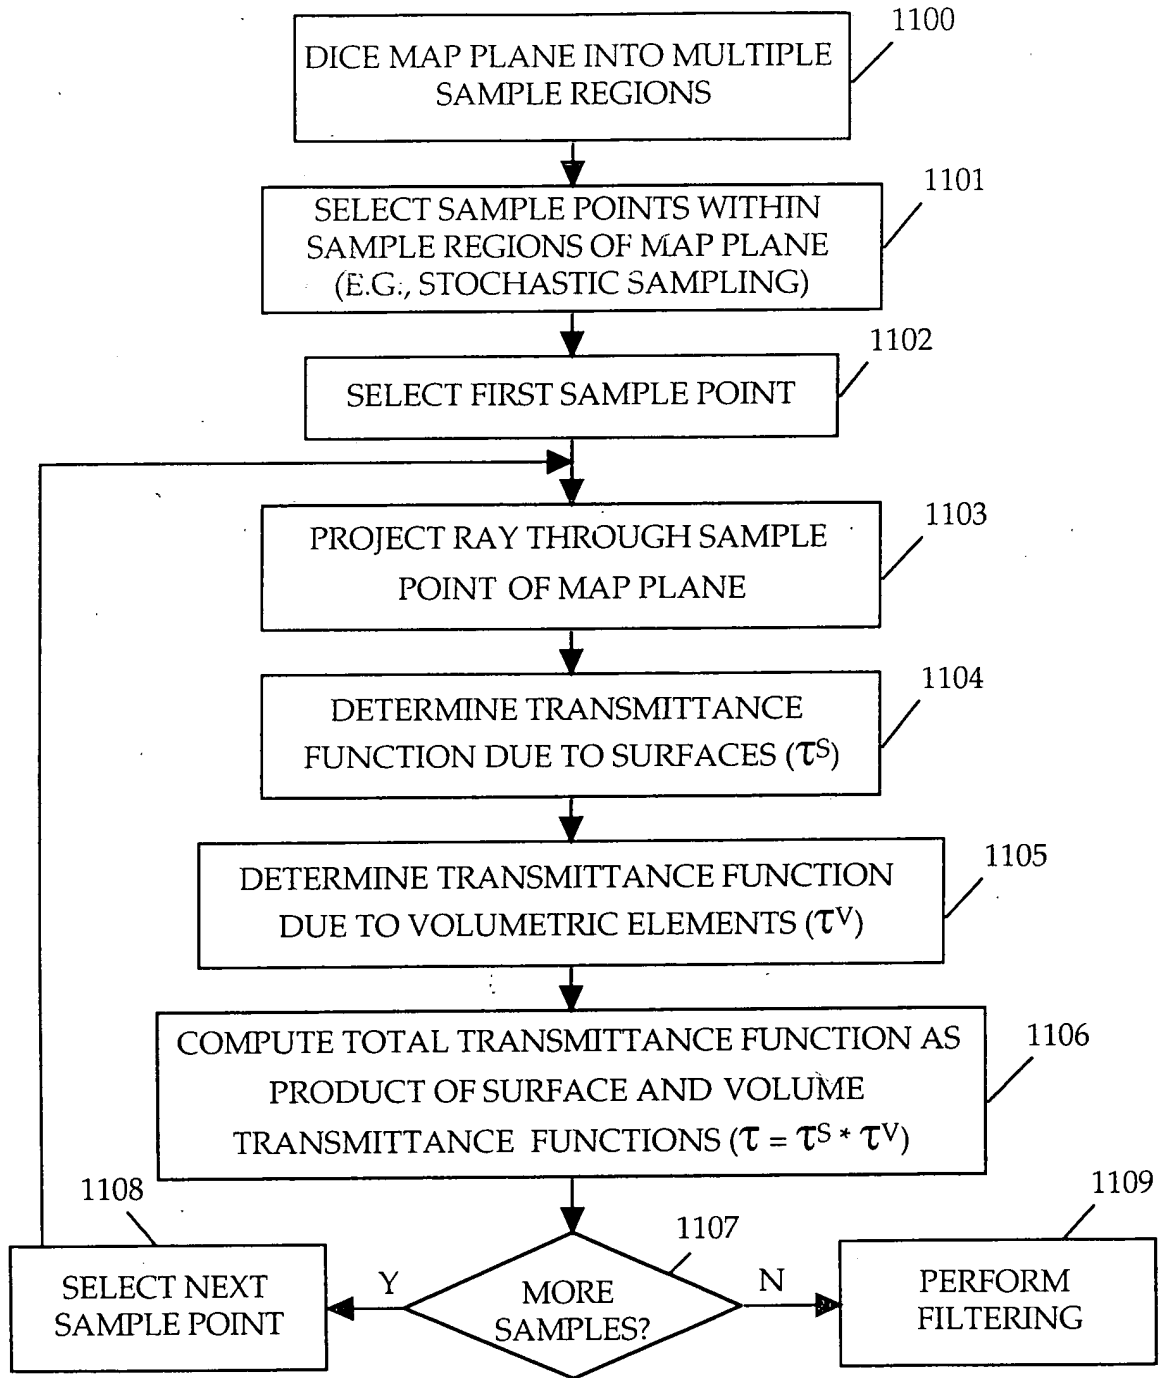 1100
DICE MAP PLANE INTO MULTIPLE
SAMPLE REGIONS
1101
SELECT SAMPLE POINTS WITHIN
SAMPLE REGIONS OF MAP PLANE
(E.G., STOCHASTIC SAMPLING)
1102
SELECT FIRST SAMPLE POINT
1103
PROJECT RAY THROUGH SAMPLE
POINT OF MAP PLANE
1104
DETERMINE TRANSMITTANCE
FUNCTION DUE TO SURFACES (τˢ)
1105
DETERMINE TRANSMITTANCE FUNCTION
DUE TO VOLUMETRIC ELEMENTS (τⱽ)
1106
COMPUTE TOTAL TRANSMITTANCE FUNCTION AS
PRODUCT OF SURFACE AND VOLUME
TRANSMITTANCE FUNCTIONS (τ = τˢ * τⱽ)
1107
MORE
SAMPLES?
Y
N
1108
SELECT NEXT
SAMPLE POINT
1109
PERFORM
FILTERING